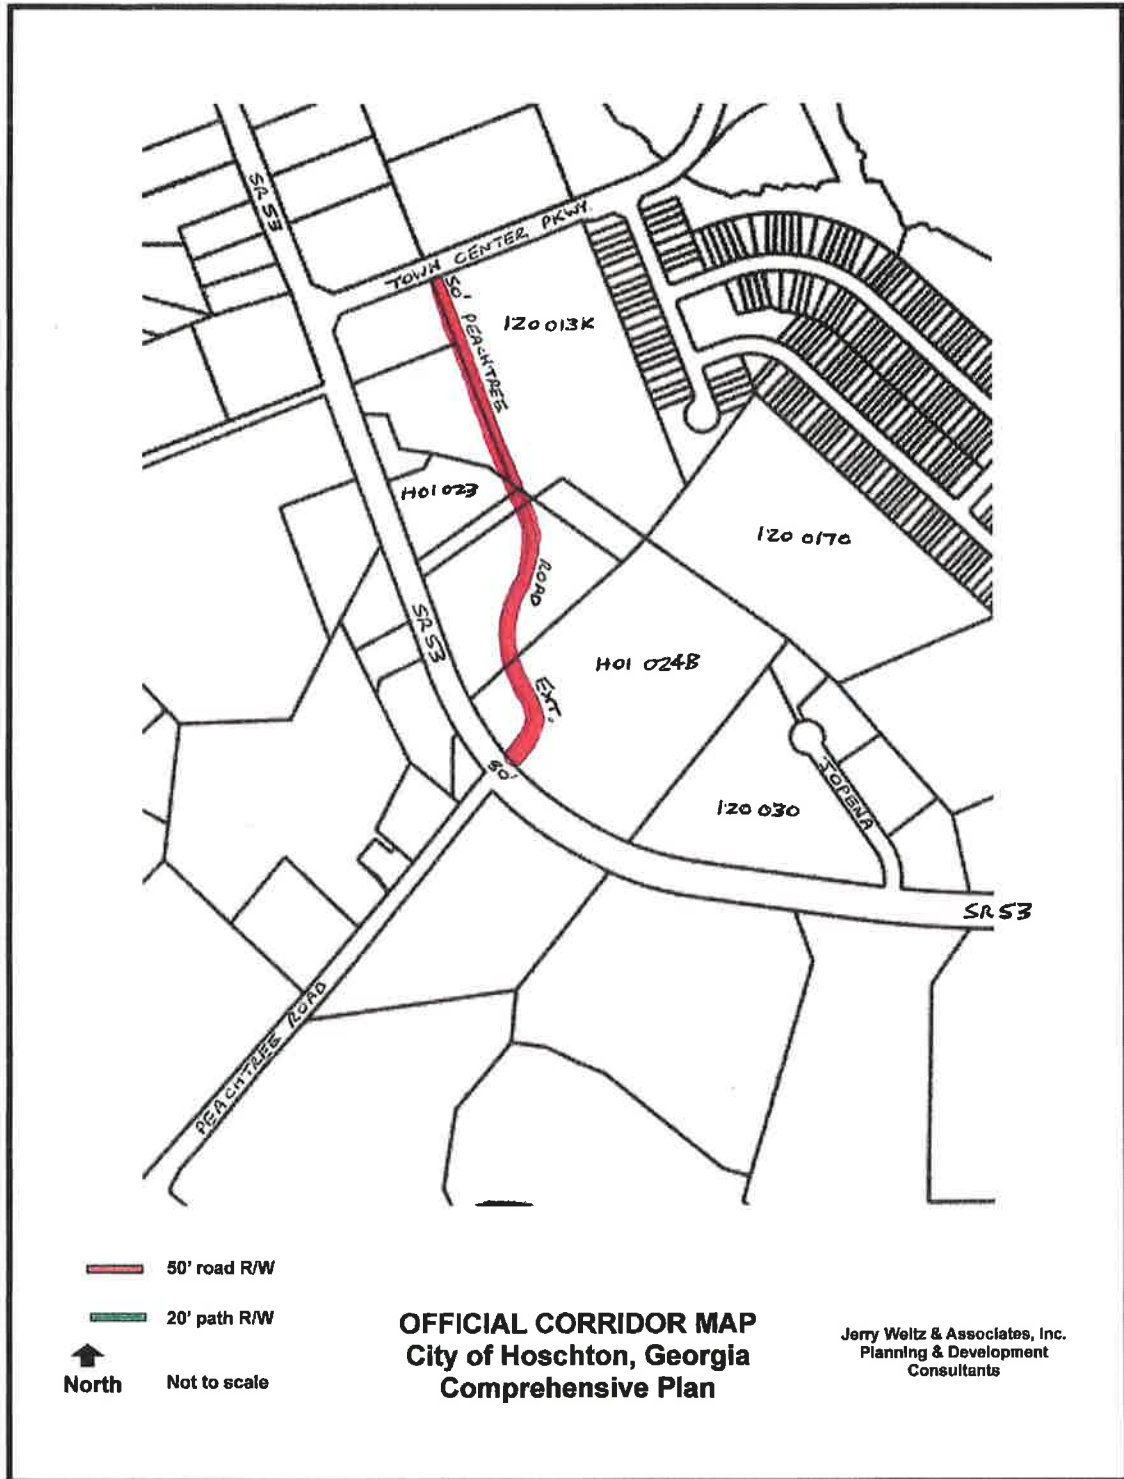 SR 53
TOWN CENTER PKWY.
50'
PEACHTREE
120 013K
H01 023
120 0170
ROAD
SR 53
H01 024B
EXT.
50'
120 030
JOPENA
SR 53
PEACHTREE ROAD
50' road R/W
20' path R/W
North
Not to scale
OFFICIAL CORRIDOR MAP
City of Hoschton, Georgia
Comprehensive Plan
Jerry Weitz & Associates, Inc.
Planning & Development
Consultants